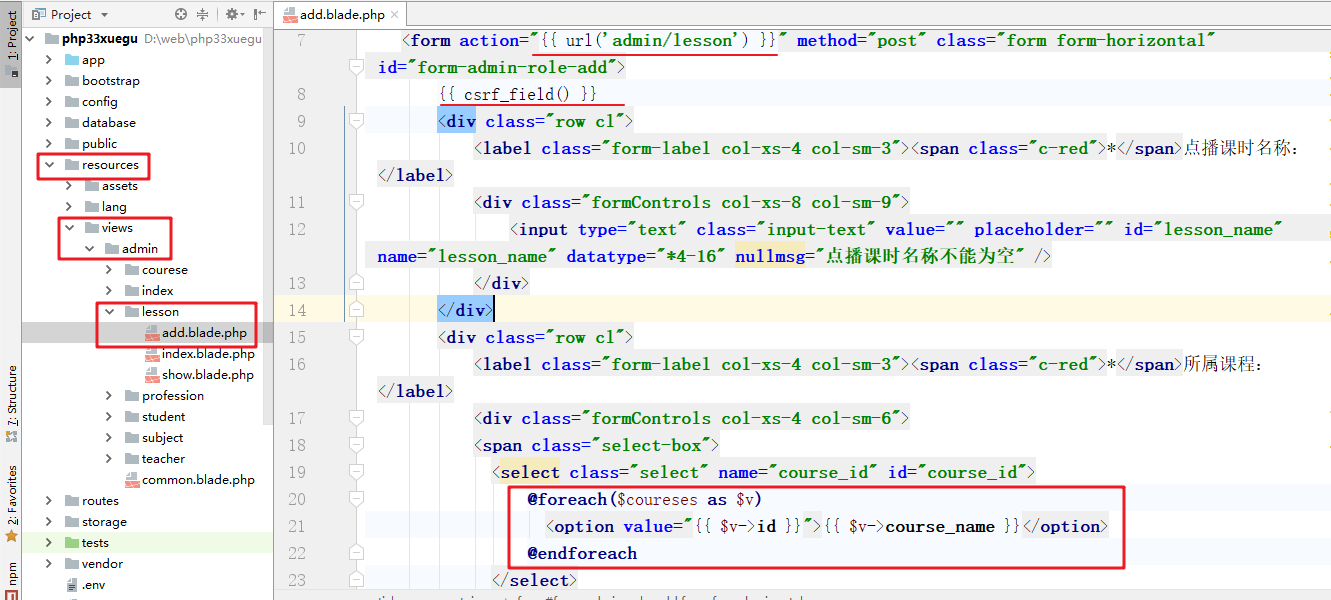 1: Project
7: Structure
2: Favorites
npm
Project
php33xuegu D:\web\php33xuegu
app
bootstrap
config
database
public
resources
assets
lang
views
admin
courese
index
lesson
add.blade.php
index.blade.php
show.blade.php
profession
student
subject
teacher
common.blade.php
routes
storage
tests
vendor
.env
add.blade.php
7 <form action="{{ url('admin/lesson') }}" method="post" class="form form-horizontal"
id="form-admin-role-add">
8 {{ csrf_field() }}
9 <div class="row cl">
10 <label class="form-label col-xs-4 col-sm-3"><span class="c-red">*</span>点播课时名称：
</label>
11 <div class="formControls col-xs-8 col-sm-9">
12 <input type="text" class="input-text" value="" placeholder="" id="lesson_name"
name="lesson_name" datatype="*4-16" nullmsg="点播课时名称不能为空" />
13 </div>
14 </div>
15 <div class="row cl">
16 <label class="form-label col-xs-4 col-sm-3"><span class="c-red">*</span>所属课程：
</label>
17 <div class="formControls col-xs-4 col-sm-6">
18 <span class="select-box">
19 <select class="select" name="course_id" id="course_id">
20 @foreach($coureses as $v)
21 <option value="{{ $v->id }}">{{ $v->course_name }}</option>
22 @endforeach
23 </select>